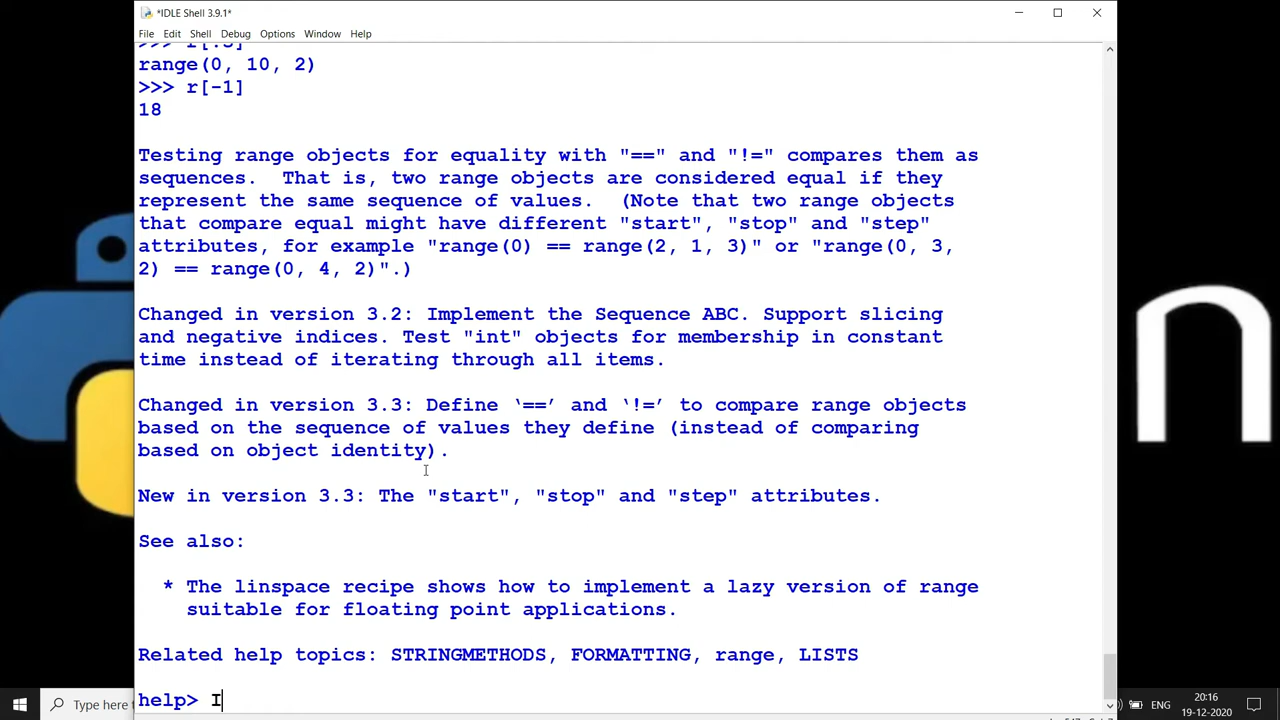 *IDLE Shell 3.9.1*
File Edit Shell Debug Options Window Help
>>> r[:5]
range(0, 10, 2)
>>> r[-1]
18
Testing range objects for equality with "==" and "!=" compares them as
sequences.  That is, two range objects are considered equal if they
represent the same sequence of values.  (Note that two range objects
that compare equal might have different "start", "stop" and "step"
attributes, for example "range(0) == range(2, 1, 3)" or "range(0, 3,
2) == range(0, 4, 2)".)
Changed in version 3.2: Implement the Sequence ABC. Support slicing
and negative indices. Test "int" objects for membership in constant
time instead of iterating through all items.
Changed in version 3.3: Define ‘==’ and ‘!=’ to compare range objects
based on the sequence of values they define (instead of comparing
based on object identity).
New in version 3.3: The "start", "stop" and "step" attributes.
See also:
* The linspace recipe shows how to implement a lazy version of range
suitable for floating point applications.
Related help topics: STRINGMETHODS, FORMATTING, range, LISTS
help> I
n
Type here t
ENG
20:16
19-12-2020